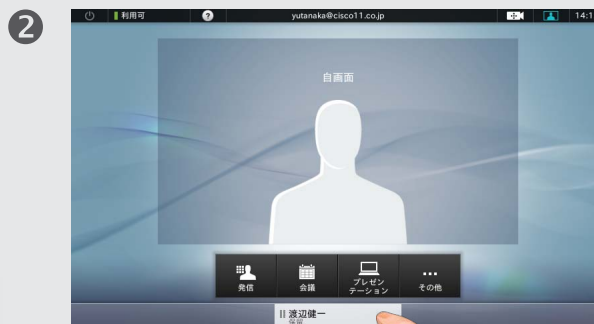 2
利用可
?
yutanaka@cisco11.co.jp
14:1
自画面
発信
会議
プレゼン
テーション
...
その他
渡辺健一
保留